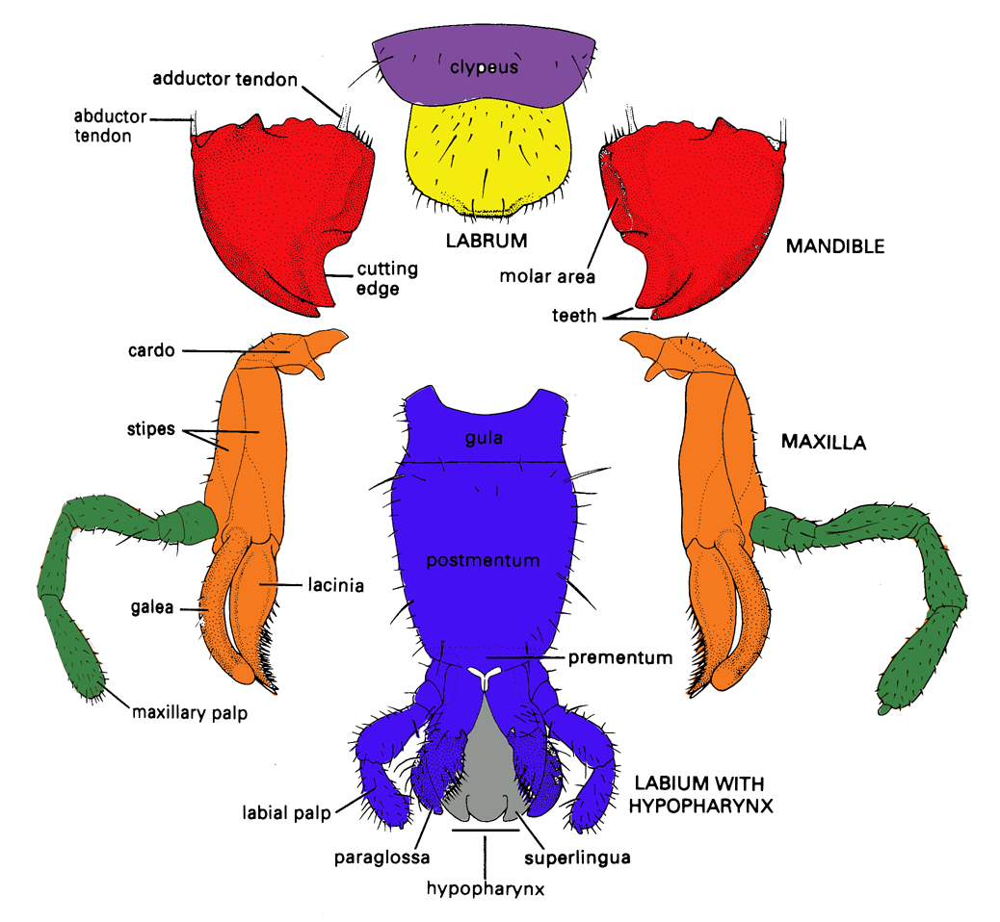 clypeus
adductor tendon
abductor
tendon
LABRUM
MANDIBLE
cutting
edge
molar area
teeth
cardo
stipes
gula
MAXILLA
postmentum
lacinia
galea
prementum
maxillary palp
LABIUM WITH
HYPOPHARYNX
labial palp
paraglossa
superlingua
hypopharynx